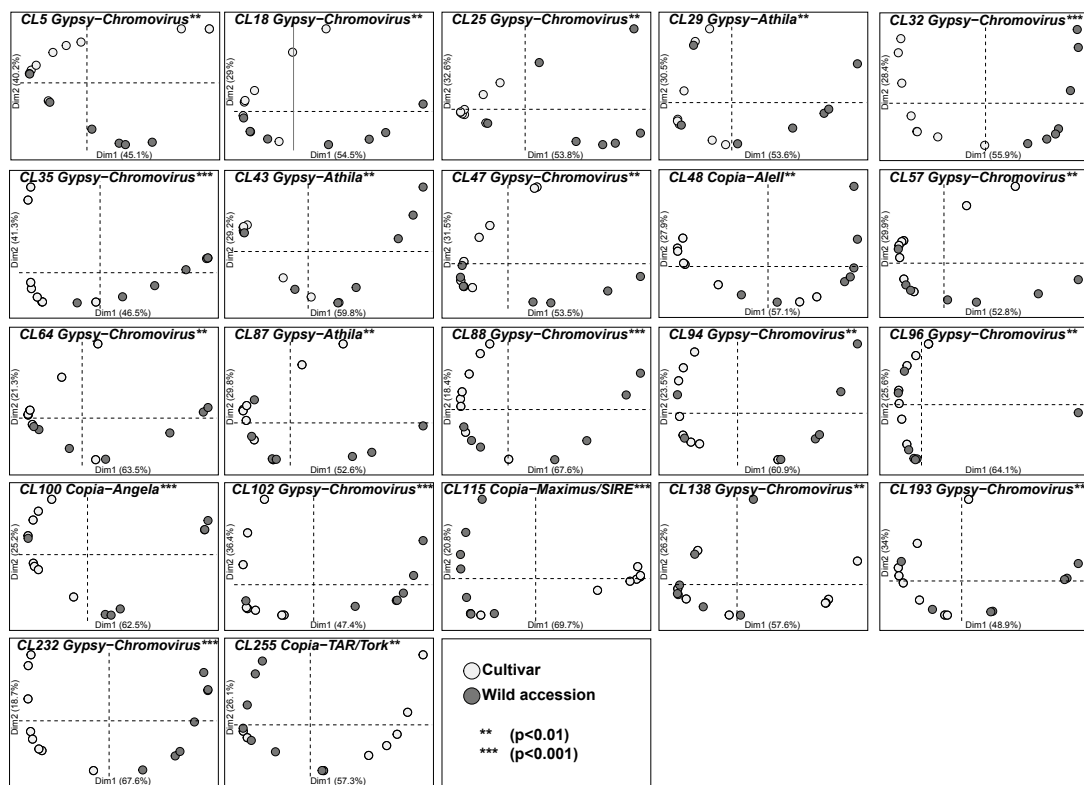 CL5 Gypsy−Chromovirus**
Dim2 (40.2%)
Dim1 (45.1%)
CL18 Gypsy−Chromovirus**
Dim2 (29%)
Dim1 (54.5%)
CL25 Gypsy−Chromovirus**
Dim2 (32.6%)
Dim1 (53.8%)
CL29 Gypsy−Athila**
Dim2 (30.5%)
Dim1 (53.6%)
CL32 Gypsy−Chromovirus***
Dim2 (28.4%)
Dim1 (55.9%)
CL35 Gypsy−Chromovirus***
Dim2 (41.3%)
Dim1 (46.5%)
CL43 Gypsy−Athila**
Dim2 (29.2%)
Dim1 (59.8%)
CL47 Gypsy−Chromovirus**
Dim2 (31.5%)
Dim1 (53.5%)
CL48 Copia−AleII**
Dim2 (27.9%)
Dim1 (57.1%)
CL57 Gypsy−Chromovirus**
Dim2 (29.9%)
Dim1 (52.8%)
CL64 Gypsy−Chromovirus**
Dim2 (21.3%)
Dim1 (63.5%)
CL87 Gypsy−Athila**
Dim2 (29.8%)
Dim1 (52.6%)
CL88 Gypsy−Chromovirus***
Dim2 (18.4%)
Dim1 (67.6%)
CL94 Gypsy−Chromovirus**
Dim2 (23.5%)
Dim1 (60.9%)
CL96 Gypsy−Chromovirus**
Dim2 (25.6%)
Dim1 (64.1%)
CL100 Copia−Angela***
Dim2 (25.2%)
Dim1 (62.5%)
CL102 Gypsy−Chromovirus***
Dim2 (36.4%)
Dim1 (47.4%)
CL115 Copia−Maximus/SIRE***
Dim2 (20.8%)
Dim1 (69.7%)
CL138 Gypsy−Chromovirus**
Dim2 (26.2%)
Dim1 (57.6%)
CL193 Gypsy−Chromovirus**
Dim2 (34%)
Dim1 (48.9%)
CL232 Gypsy−Chromovirus***
Dim2 (18.7%)
Dim1 (67.6%)
CL255 Copia−TAR/Tork**
Dim2 (26.1%)
Dim1 (57.3%)
Cultivar
Wild accession
** (p<0.01)
*** (p<0.001)